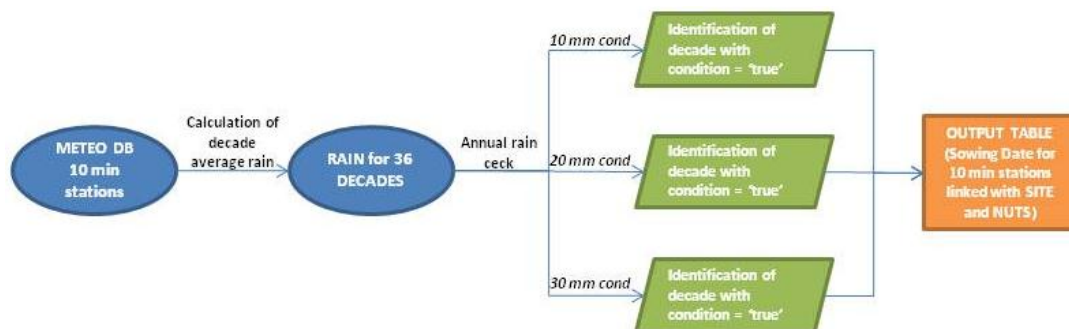 METEO DB
10 min
stations
Calculation of
decade
average rain
RAIN for 36
DECADES
Annual rain
ceck
10 mm cond
Identification of
decade with
condition = 'true'
20 mm cond
Identification of
decade with
condition = 'true'
30 mm cond
Identification of
decade with
condition = 'true'
OUTPUT TABLE
(Sowing Date for
10 min stations
linked with SITE
and NUTS)